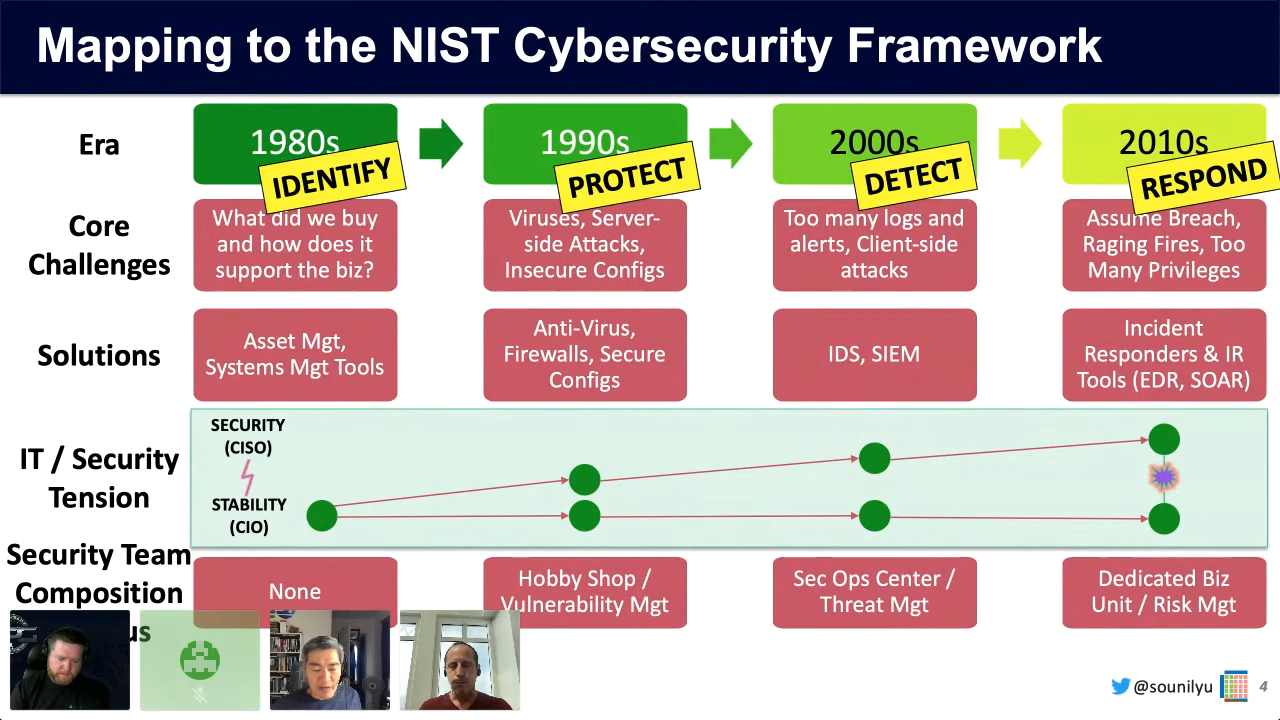 Mapping to the NIST Cybersecurity Framework
Era
1980s
IDENTIFY
1990s
PROTECT
2000s
DETECT
2010s
RESPOND
Core
Challenges
What did we buy
and how does it
support the biz?
Viruses, Server-
side Attacks,
Insecure Configs
Too many logs and
alerts, Client-side
attacks
Assume Breach,
Raging Fires, Too
Many Privileges
Solutions
Asset Mgt,
Systems Mgt Tools
Anti-Virus,
Firewalls, Secure
Configs
IDS, SIEM
Incident
Responders & IR
Tools (EDR, SOAR)
IT / Security
Tension
SECURITY
(CISO)
STABILITY
(CIO)
Security Team
Composition
None
Hobby Shop /
Vulnerability Mgt
Sec Ops Center /
Threat Mgt
Dedicated Biz
Unit / Risk Mgt
@sounilyu
4